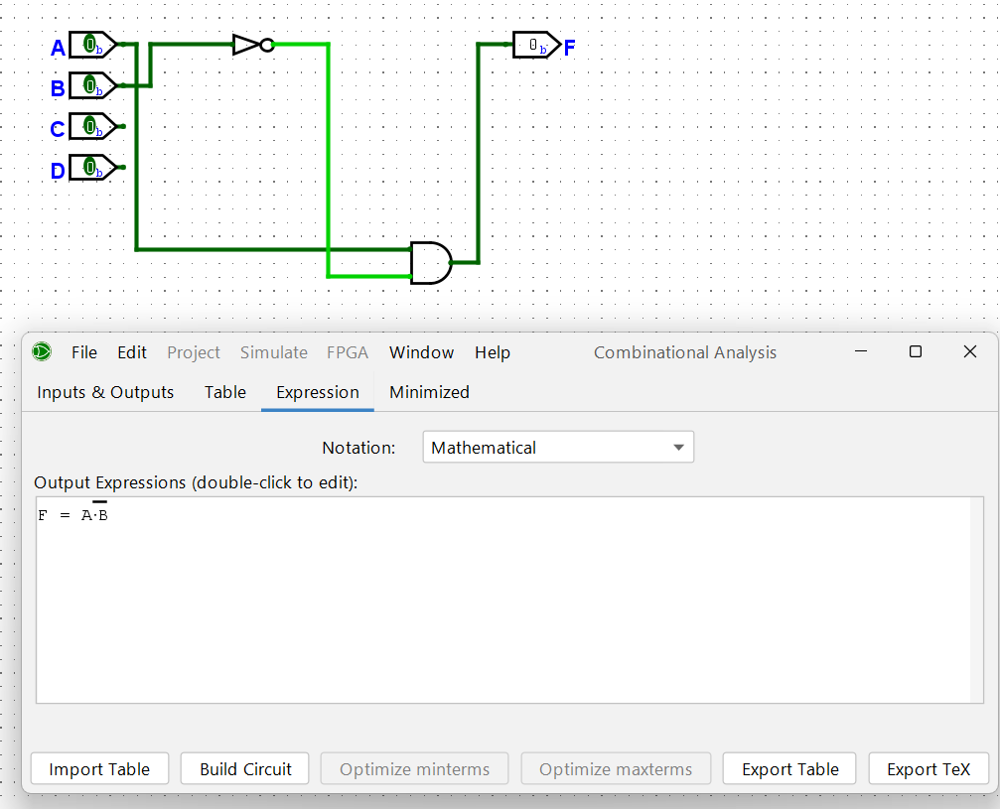 A 0b
B 0b
C 0b
D 0b
0b F
File Edit Project Simulate FPGA Window Help Combinational Analysis
Inputs & Outputs Table Expression Minimized
Notation: Mathematical
Output Expressions (double-click to edit):
F = A·B̅
Import Table Build Circuit Optimize minterms Optimize maxterms Export Table Export TeX